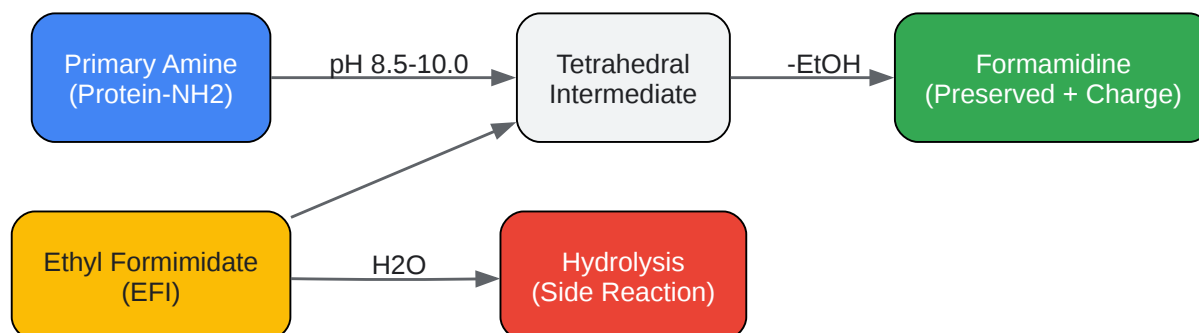 Primary Amine
(Protein-NH2)
pH 8.5-10.0
Tetrahedral
Intermediate
-EtOH
Formamidine
(Preserved + Charge)
Ethyl Formimidate
(EFI)
H2O
Hydrolysis
(Side Reaction)